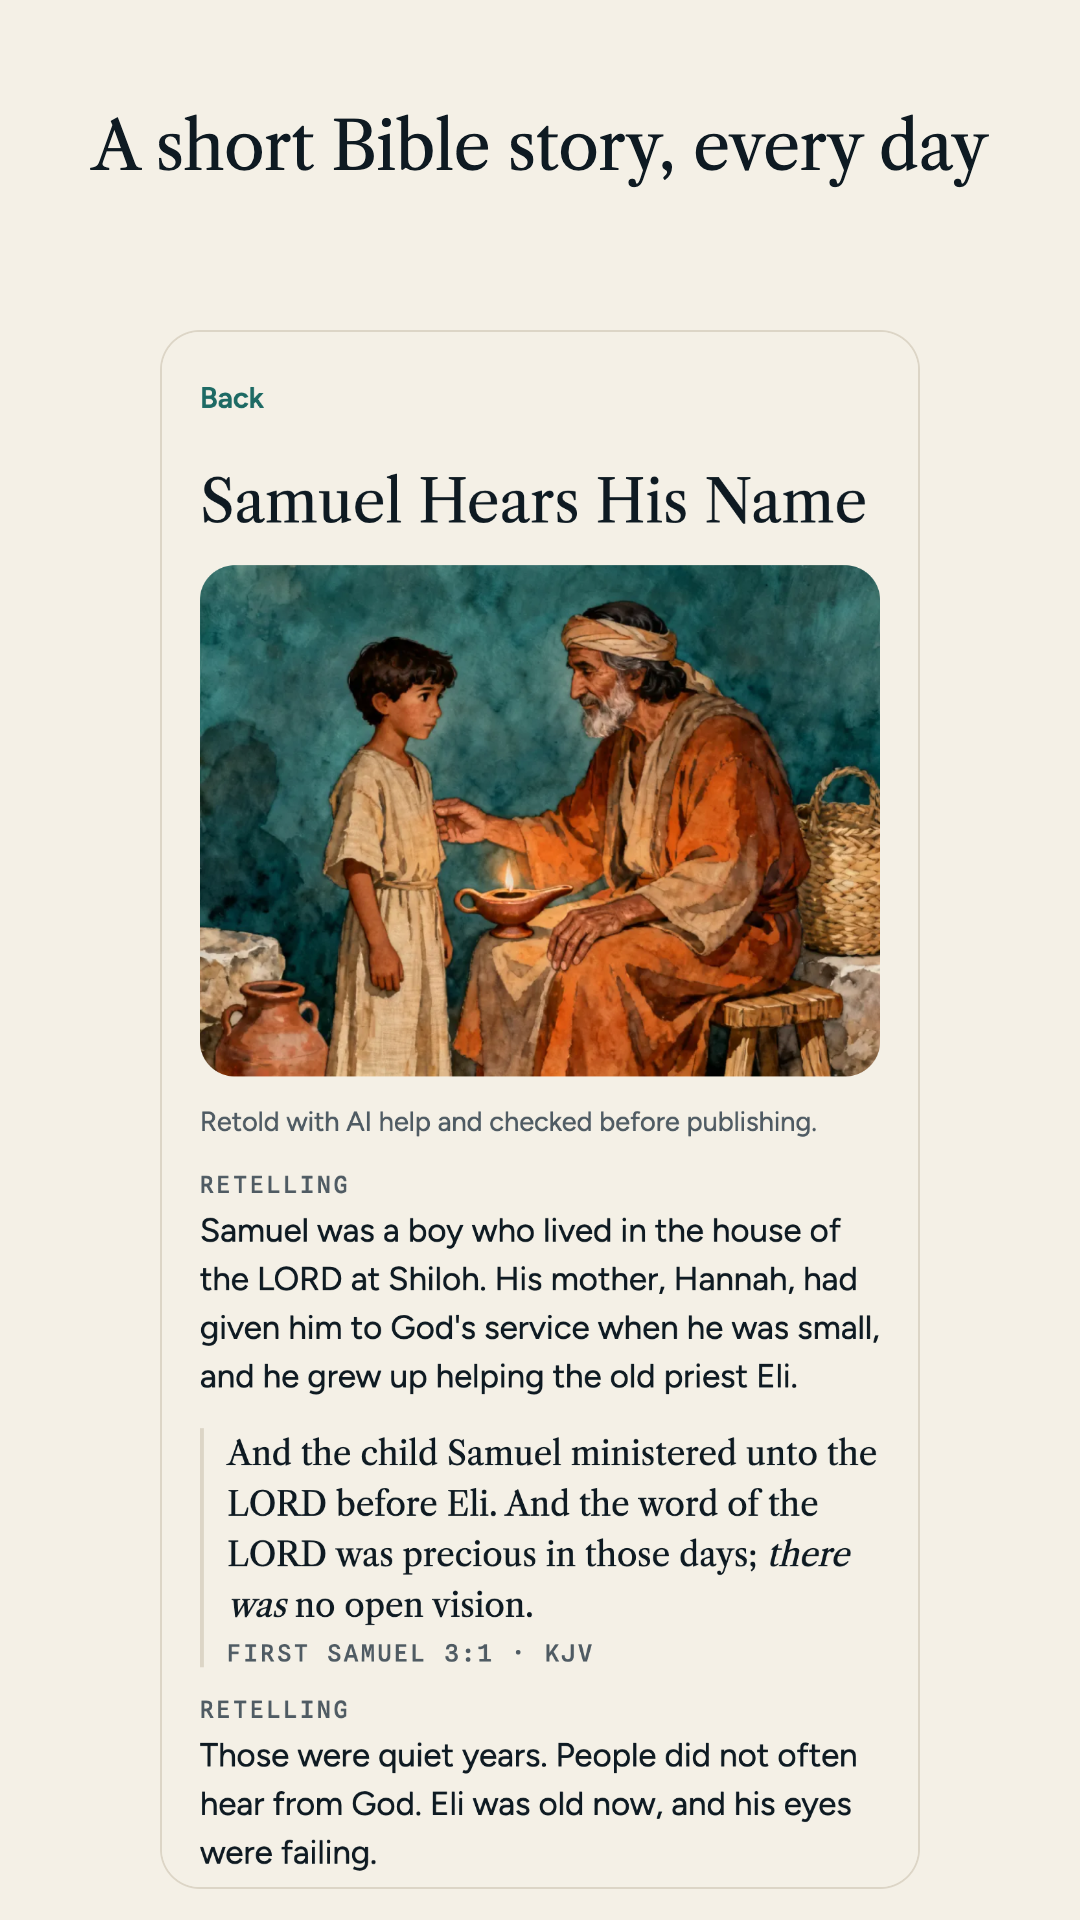 A short Bible story, every day
Back
Samuel Hears His Name
Retold with AI help and checked before publishing.
RETELLING
Samuel was a boy who lived in the house of
the LORD at Shiloh. His mother, Hannah, had
given him to God's service when he was small,
and he grew up helping the old priest Eli.
And the child Samuel ministered unto the
LORD before Eli. And the word of the
LORD was precious in those days; there
was no open vision.
FIRST SAMUEL 3:1 · KJV
RETELLING
Those were quiet years. People did not often
hear from God. Eli was old now, and his eyes
were failing.